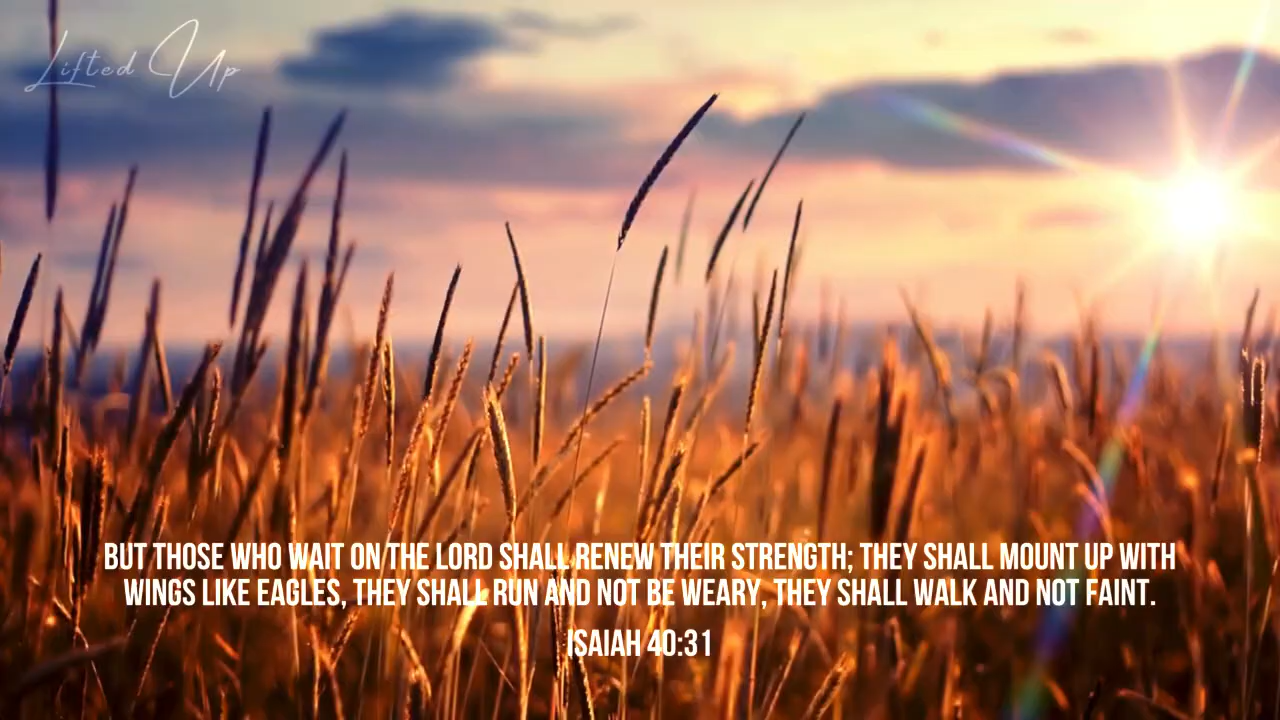 Lifted Up
BUT THOSE WHO WAIT ON THE LORD SHALL RENEW THEIR STRENGTH; THEY SHALL MOUNT UP WITH
WINGS LIKE EAGLES, THEY SHALL RUN AND NOT BE WEARY, THEY SHALL WALK AND NOT FAINT.
ISAIAH 40:31